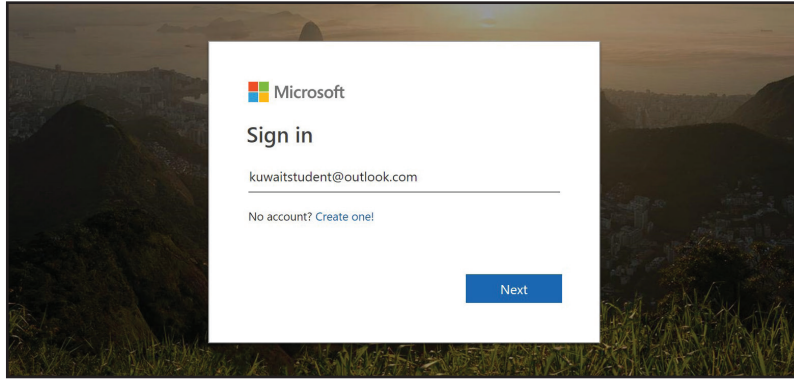 Microsoft
Sign in
kuwaitstudent@outlook.com
No account? Create one!
Next